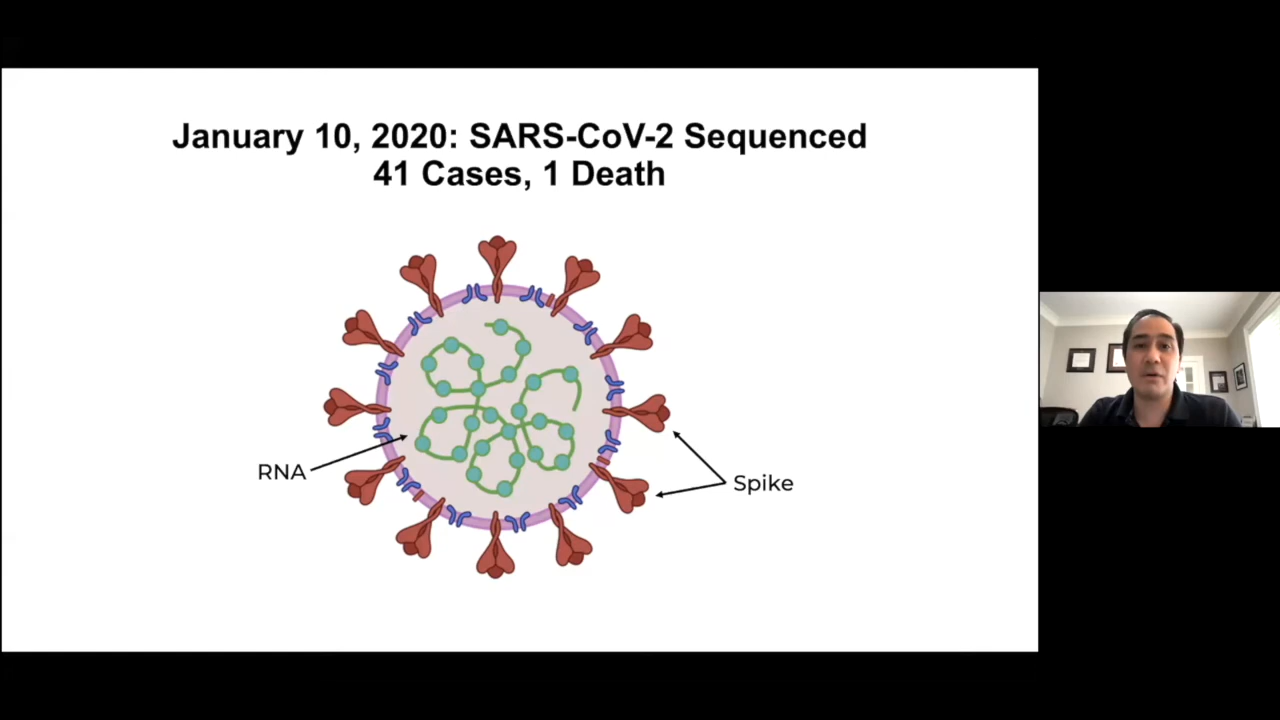 January 10, 2020: SARS-CoV-2 Sequenced
41 Cases, 1 Death
RNA
Spike